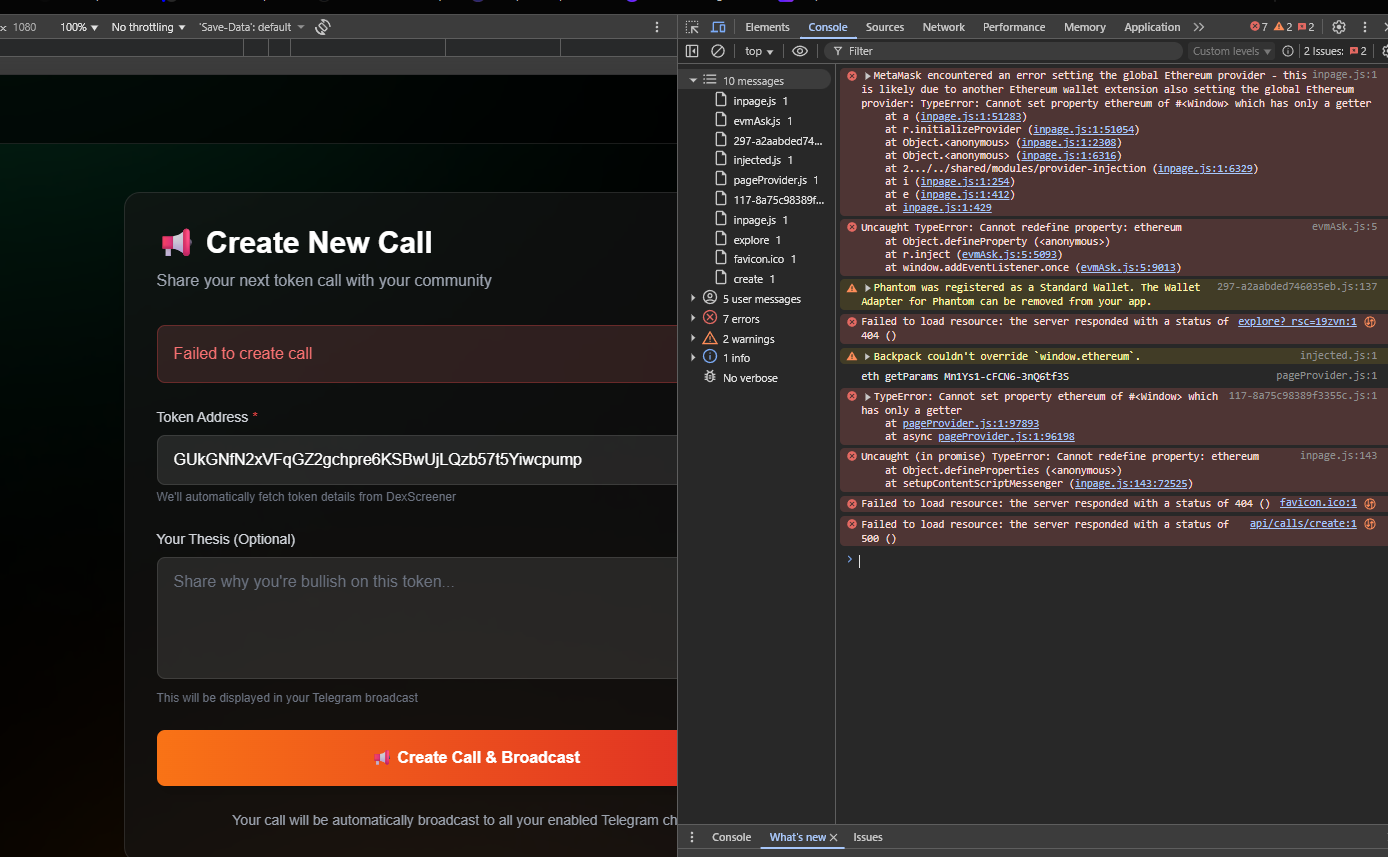 × 1080 100% ▾ No throttling ▾ 'Save-Data': default ▾
Create New Call
Share your next token call with your community
Failed to create call
Token Address *
GUkGNfN2xVFqGZ2gchpre6KSBwUjLQzb57t5Yiwcpump
We'll automatically fetch token details from DexScreener
Your Thesis (Optional)
Share why you're bullish on this token...
This will be displayed in your Telegram broadcast
Create Call & Broadcast
Your call will be automatically broadcast to all your enabled Telegram ch
Elements Console Sources Network Performance Memory Application 7 2 2
top ▾ Filter Custom levels ▾ 2 Issues: 2
10 messages
inpage.js 1
evmAsk.js 1
297-a2aabded74...
injected.js 1
pageProvider.js 1
117-8a75c98389f...
inpage.js 1
explore 1
favicon.ico 1
create 1
5 user messages
7 errors
2 warnings
1 info
No verbose
MetaMask encountered an error setting the global Ethereum provider - this inpage.js:1
is likely due to another Ethereum wallet extension also setting the global Ethereum
provider: TypeError: Cannot set property ethereum of #<Window> which has only a getter
at a (inpage.js:1:51283)
at r.initializeProvider (inpage.js:1:51054)
at Object.<anonymous> (inpage.js:1:2308)
at Object.<anonymous> (inpage.js:1:6316)
at 2.../../shared/modules/provider-injection (inpage.js:1:6329)
at i (inpage.js:1:254)
at e (inpage.js:1:412)
at inpage.js:1:429
Uncaught TypeError: Cannot redefine property: ethereum evmAsk.js:5
at Object.defineProperty (<anonymous>)
at r.inject (evmAsk.js:5:5093)
at window.addEventListener.once (evmAsk.js:5:9013)
Phantom was registered as a Standard Wallet. The Wallet 297-a2aabded746035eb.js:137
Adapter for Phantom can be removed from your app.
Failed to load resource: the server responded with a status of explore?_rsc=19zvn:1
404 ()
Backpack couldn't override `window.ethereum`. injected.js:1
eth getParams Mn1Ys1-cFCN6-3nQ6tf3S pageProvider.js:1
TypeError: Cannot set property ethereum of #<Window> which 117-8a75c98389f3355c.js:1
has only a getter
at pageProvider.js:1:97893
at async pageProvider.js:1:96198
Uncaught (in promise) TypeError: Cannot redefine property: ethereum inpage.js:143
at Object.defineProperties (<anonymous>)
at setupContentScriptMessenger (inpage.js:143:72525)
Failed to load resource: the server responded with a status of 404 () favicon.ico:1
Failed to load resource: the server responded with a status of api/calls/create:1
500 ()
Console What's new Issues